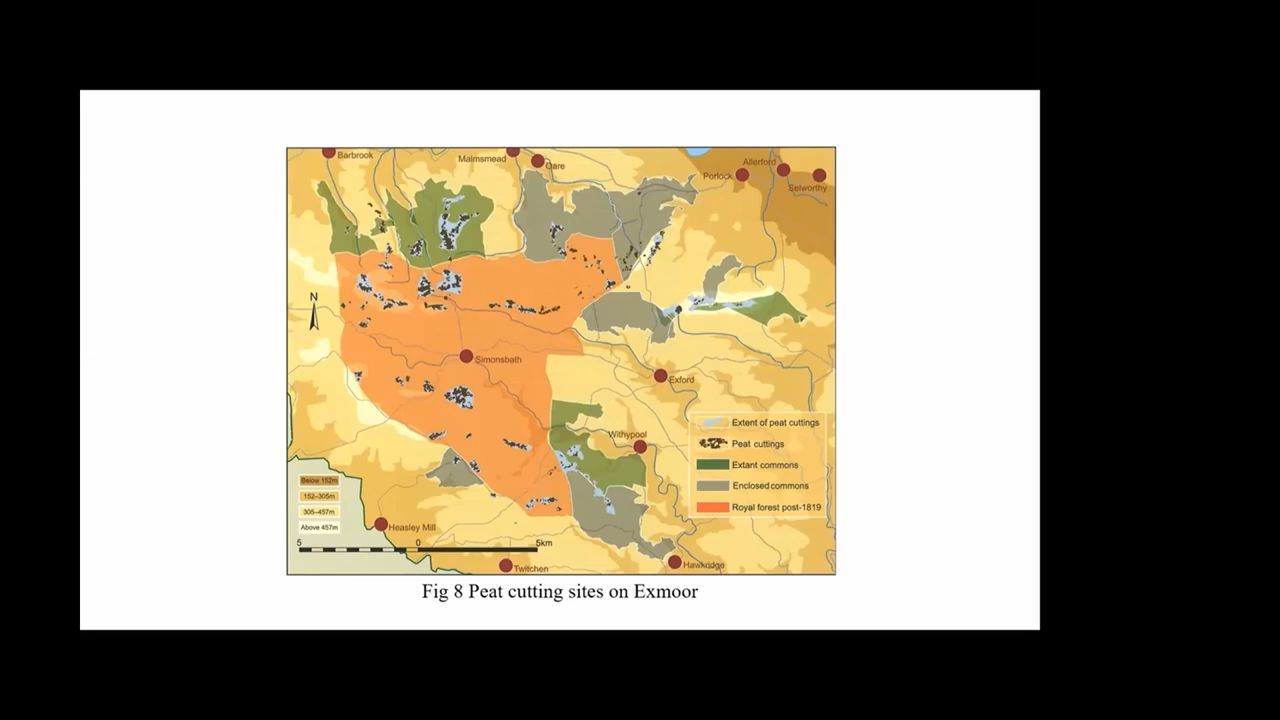 Barbrook
Malmsmead
Oare
Allerford
Porlock
Selworthy
N
Simonsbath
Exford
Withypool
Extent of peat cuttings
Peat cuttings
Extant commons
Enclosed commons
Royal forest post-1819
Below 152m
152–305m
305–457m
Above 457m
Heasley Mill
5 0 5km
Twitchen
Hawkridge
Fig 8 Peat cutting sites on Exmoor